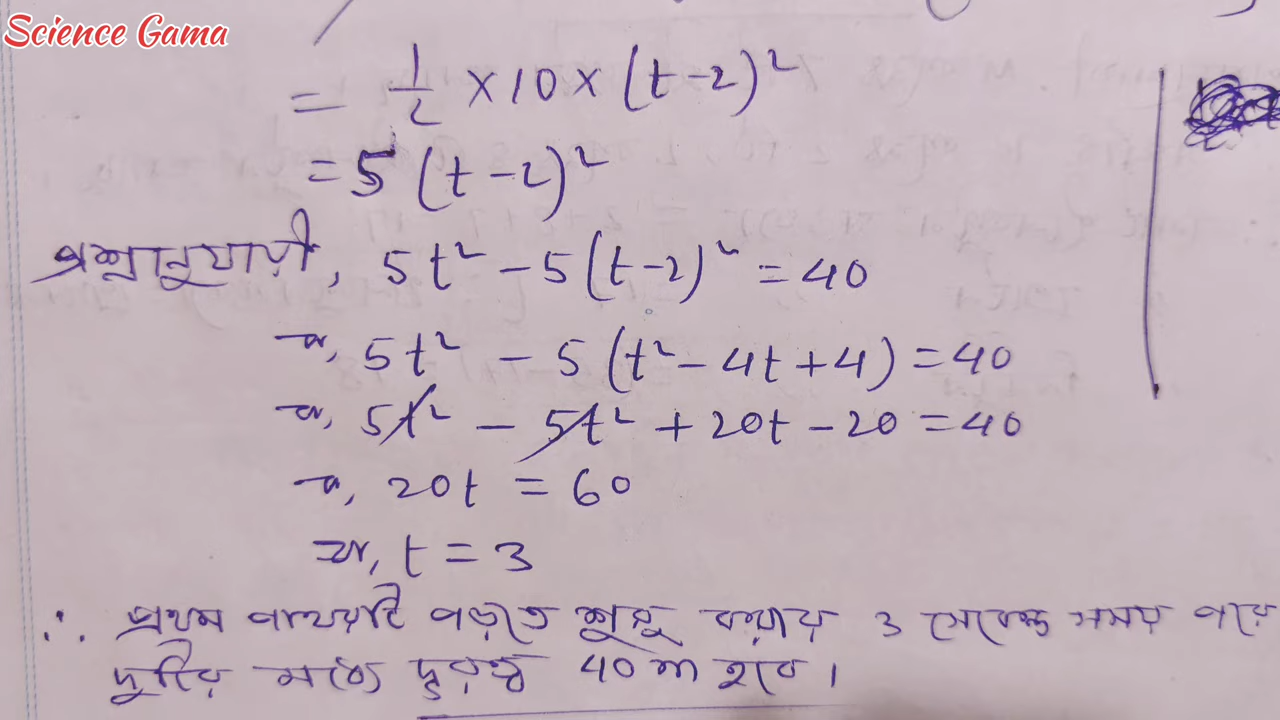 Science Gama
= 1/2 × 10 × (t-2)²
= 5 (t-2)²
প্রশ্নানুযায়ী, 5t² - 5(t-2)² = 40
বা, 5t² - 5(t² - 4t + 4) = 40
বা, 5t² - 5t² + 20t - 20 = 40
বা, 20t = 60
বা, t = 3
∴ প্রথম পাথরটি পড়তে শুরু করার 3 সেকেন্ড সময় পরে
দুটির মধ্যে দূরত্ব 40 m হবে।